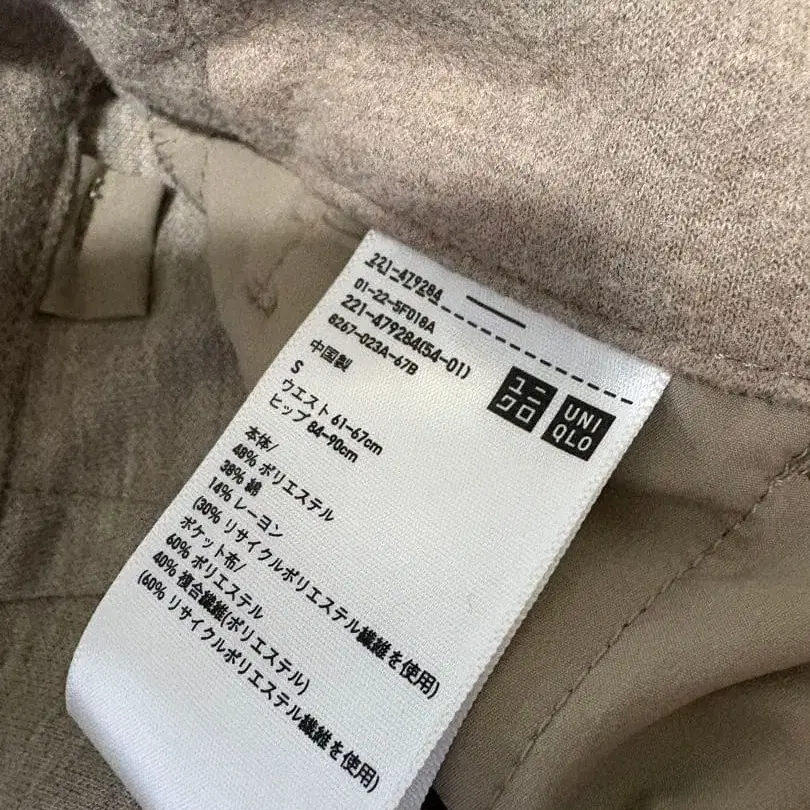 221-47928A
01-22-5F018A
221-479284(54-01)
8267-023A-67B
中国製
S
ウエスト 61-67cm
ヒップ 84-90cm
本体/
48% ポリエステル
38% 綿
14% レーヨン
(30% リサイクルポリエステル繊維を使用)
ポケット布/
60% ポリエステル
40% 複合繊維(ポリエステル)
(60% リサイクルポリエステル繊維を使用)
ユニ
クロ
UNI
QLO